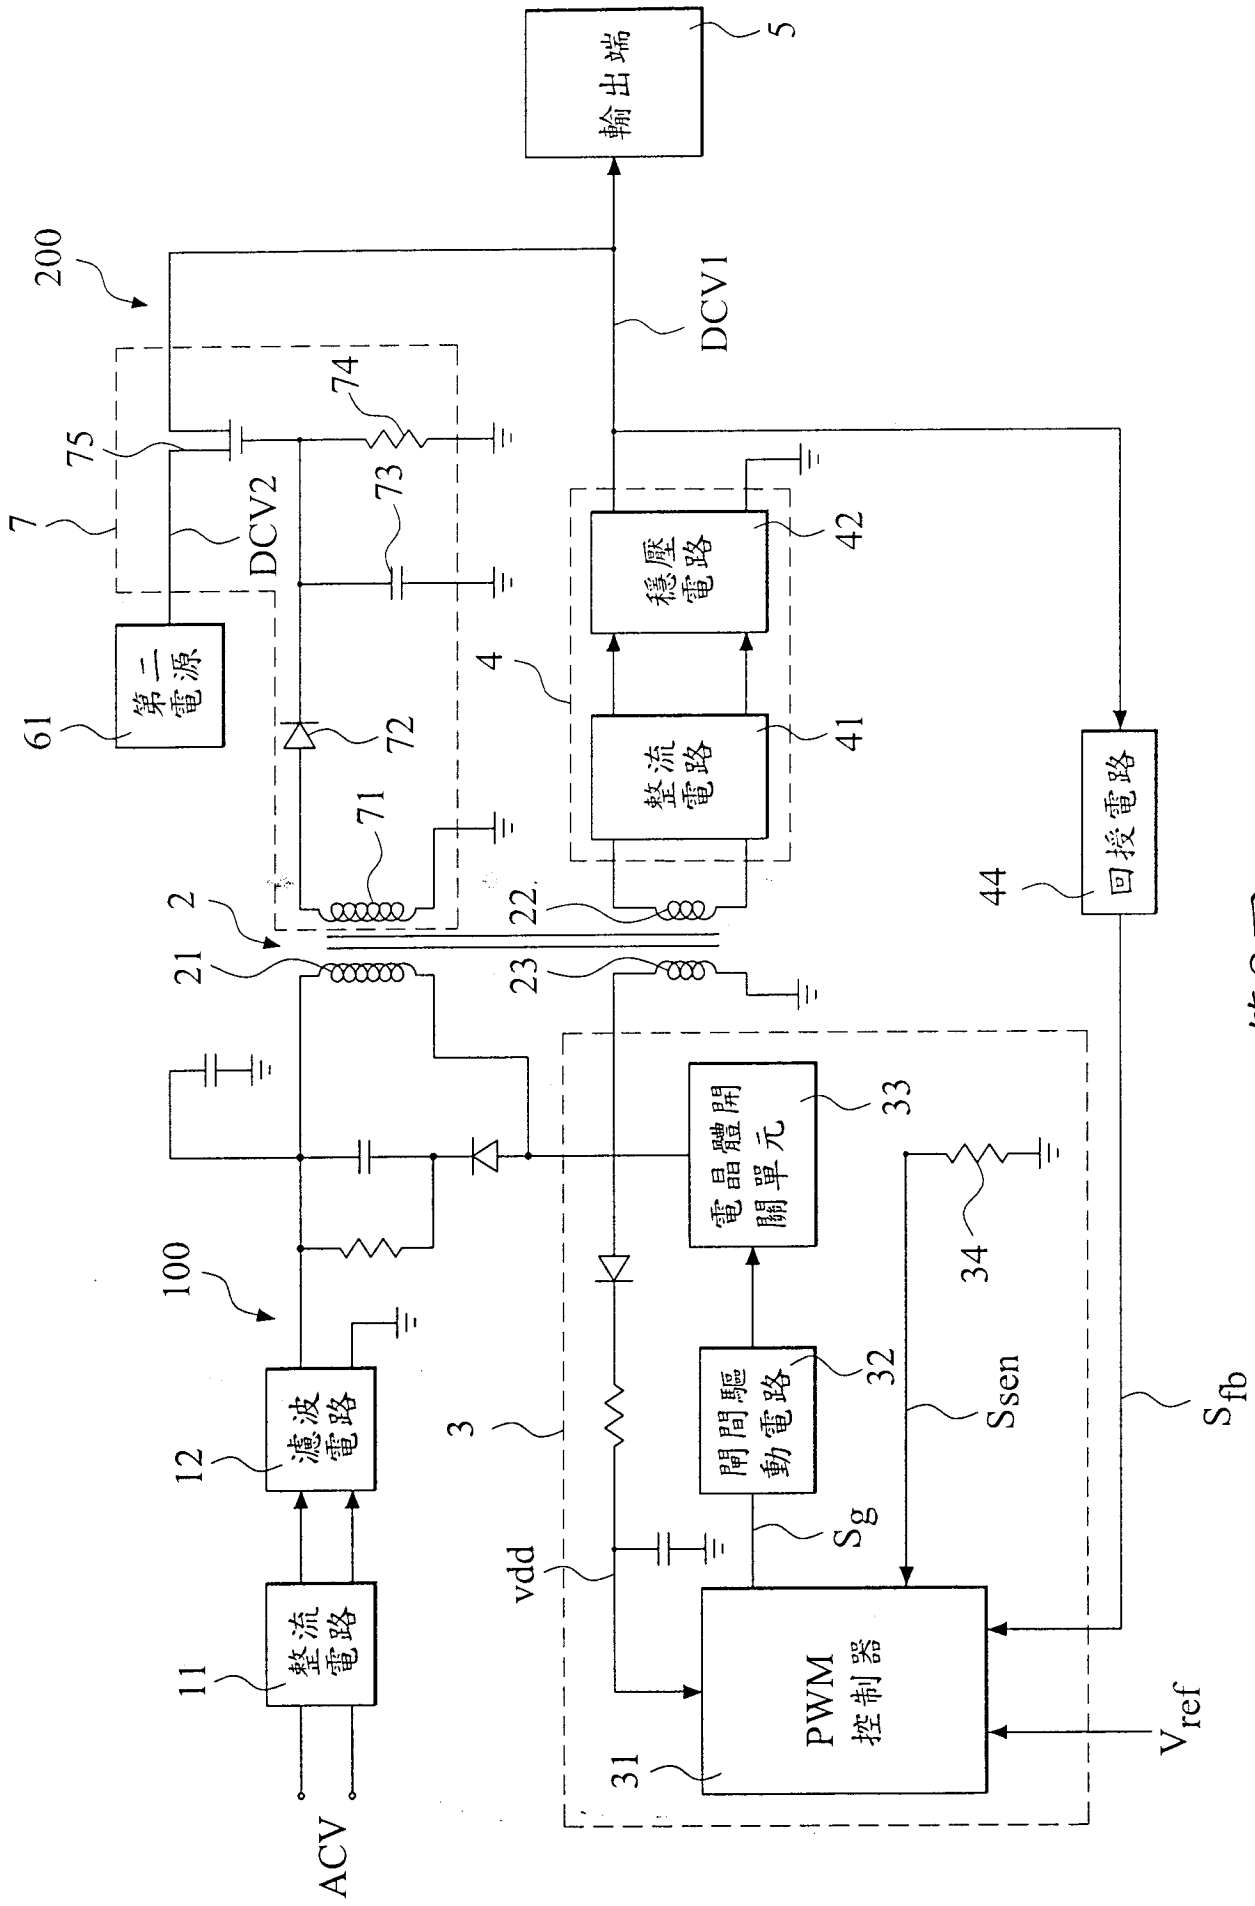 200
100
7
75
74
DCV2
73
61
第二
電源
72
71
2
21
22
23
4
41
整流
電路
42
穩壓
電路
DCV1
5
輸出端
44
回授電路
ACV
11
整流
電路
12
濾波
電路
3
vdd
31
PWM
控制器
Sg
32
閘間驅
動電路
33
電晶體開
關單元
34
Ssen
Sfb
Vref